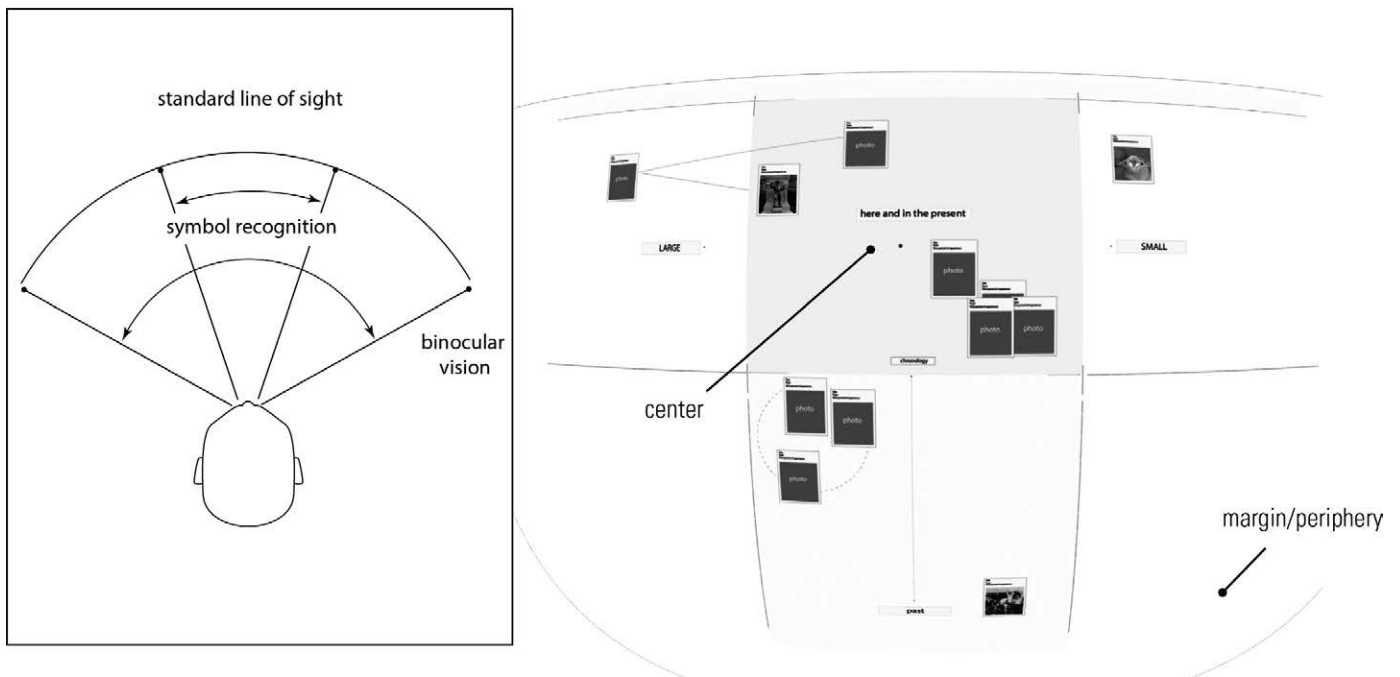 standard line of sight
symbol recognition
binocular
vision
photo
photo
here and in the present
LARGE
SMALL
photo
photo
photo
chronology
center
photo
photo
photo
margin/periphery
past